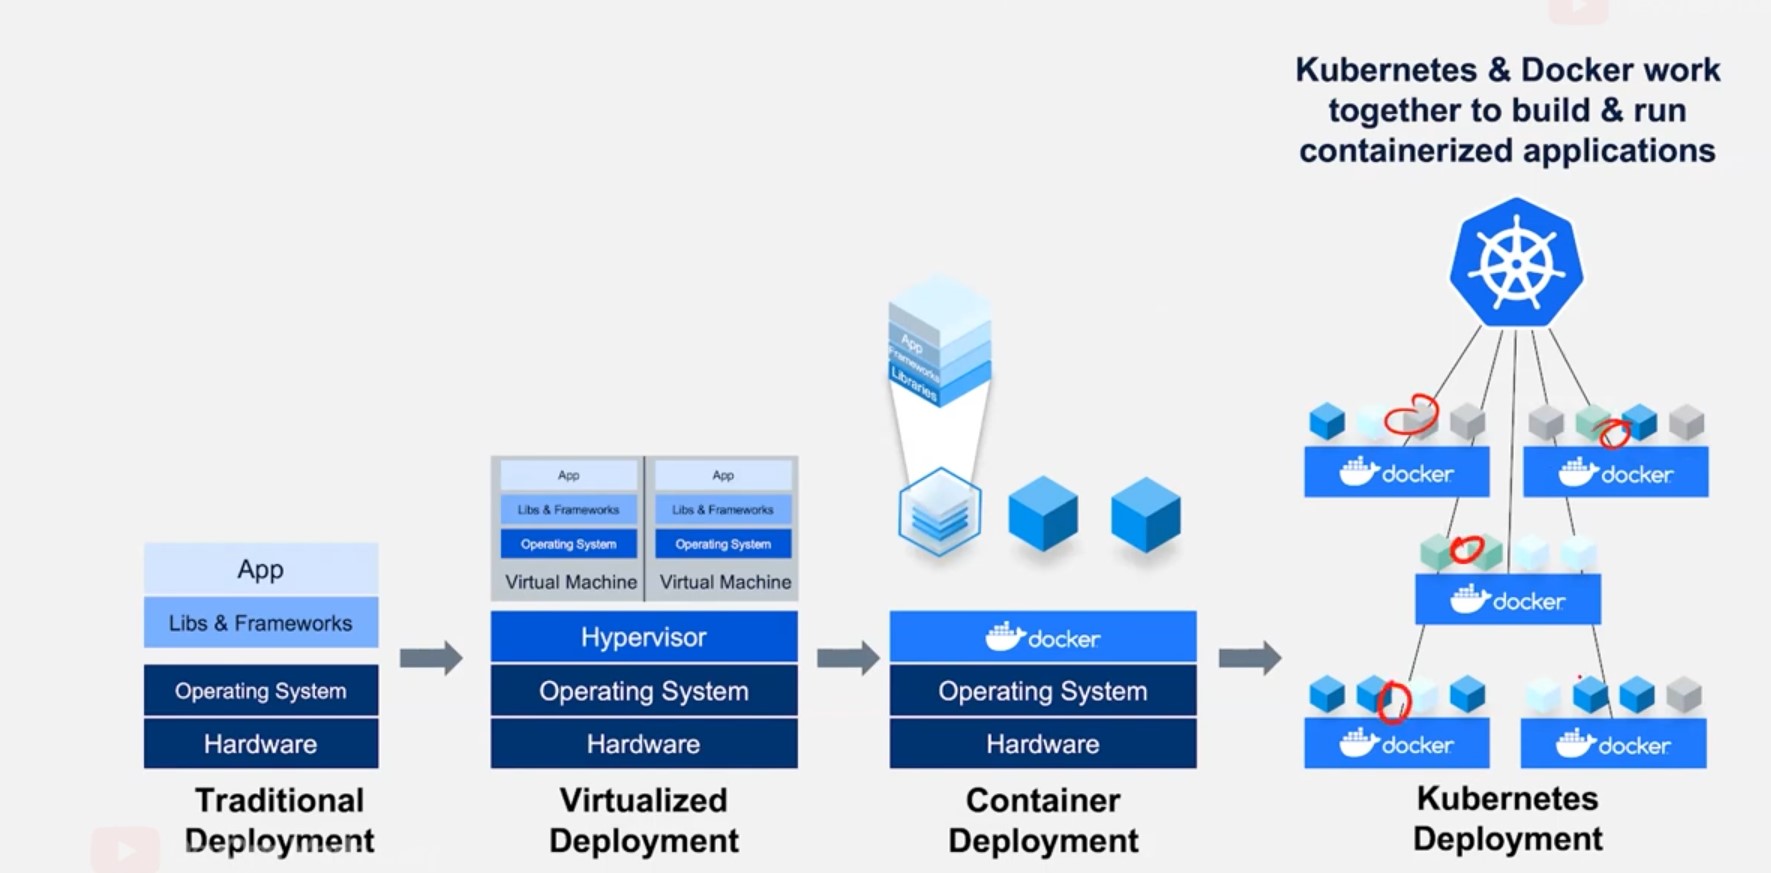 Kubernetes & Docker work
together to build & run
containerized applications
App
Libs & Frameworks
Operating System
Hardware
Traditional
Deployment
App
Libs & Frameworks
Operating System
Virtual Machine
App
Libs & Frameworks
Operating System
Virtual Machine
Hypervisor
Operating System
Hardware
Virtualized
Deployment
App
Frameworks
Libraries
docker
Operating System
Hardware
Container
Deployment
docker
docker
docker
docker
docker
Kubernetes
Deployment